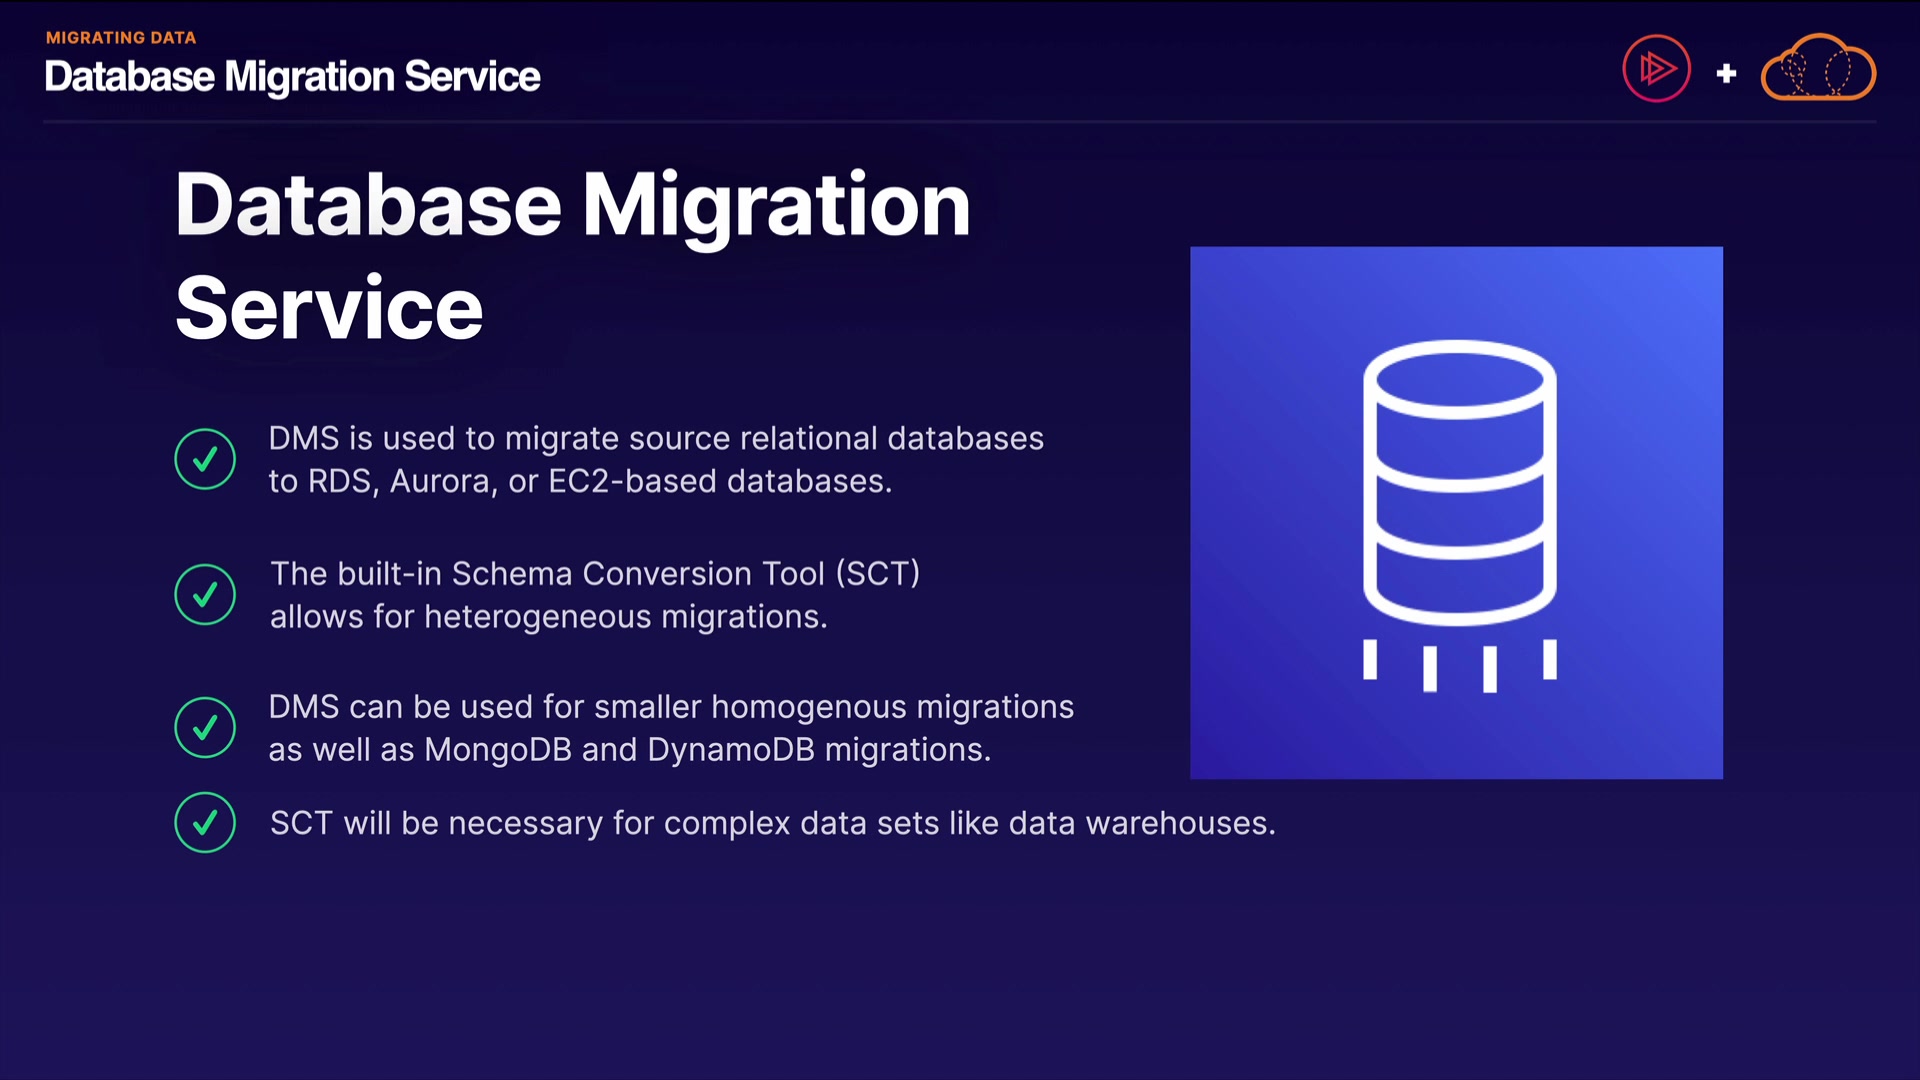 MIGRATING DATA
Database Migration Service
Database Migration
Service
DMS is used to migrate source relational databases
to RDS, Aurora, or EC2-based databases.
The built-in Schema Conversion Tool (SCT)
allows for heterogeneous migrations.
DMS can be used for smaller homogenous migrations
as well as MongoDB and DynamoDB migrations.
SCT will be necessary for complex data sets like data warehouses.